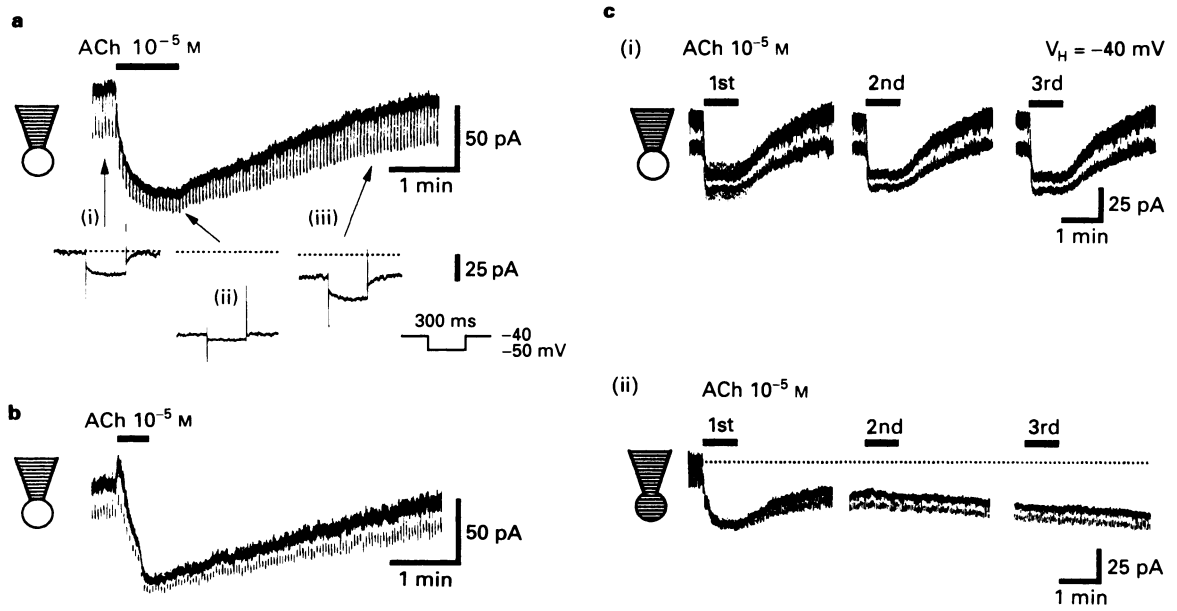 a
ACh 10⁻⁵ M
50 pA
1 min
(i)
(iii)
(ii)
25 pA
300 ms
−40
−50 mV
b
ACh 10⁻⁵ M
50 pA
1 min
c
(i) ACh 10⁻⁵ M V_H = −40 mV
1st 2nd 3rd
25 pA
1 min
(ii) ACh 10⁻⁵ M
1st 2nd 3rd
25 pA
1 min